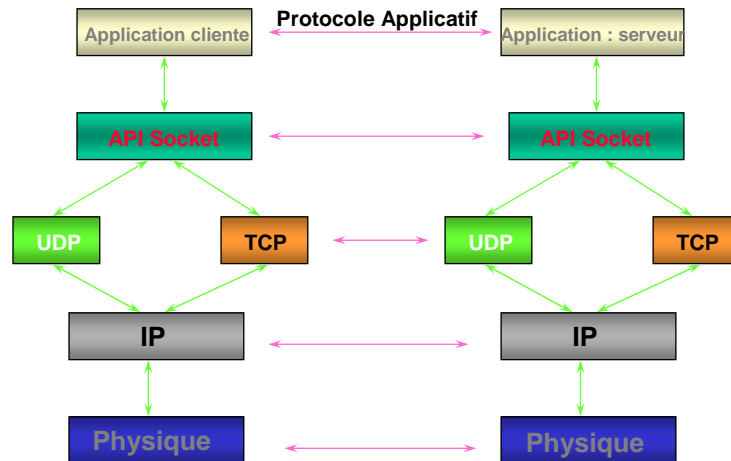 Protocole Applicatif
Application cliente
Application : serveur
API Socket
API Socket
UDP
TCP
UDP
TCP
IP
IP
Physique
Physique